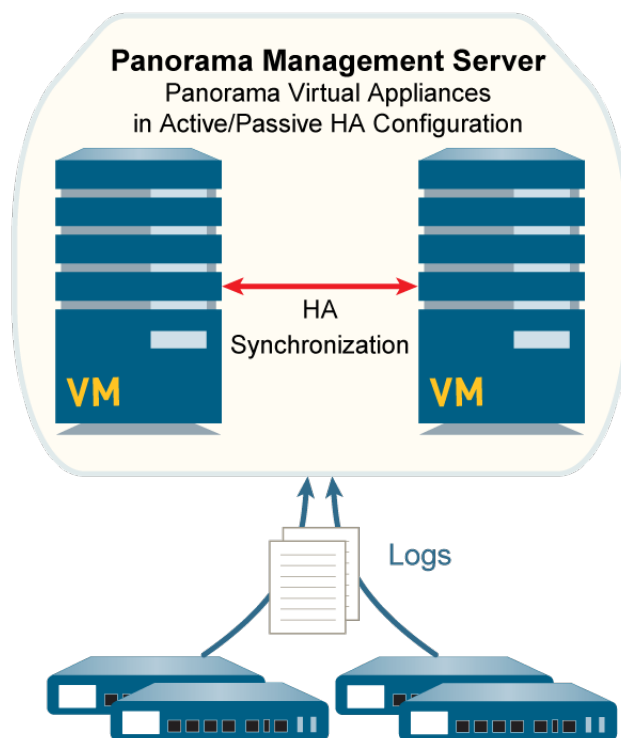 Panorama Management Server
Panorama Virtual Appliances
in Active/Passive HA Configuration
HA
Synchronization
VM
VM
Logs